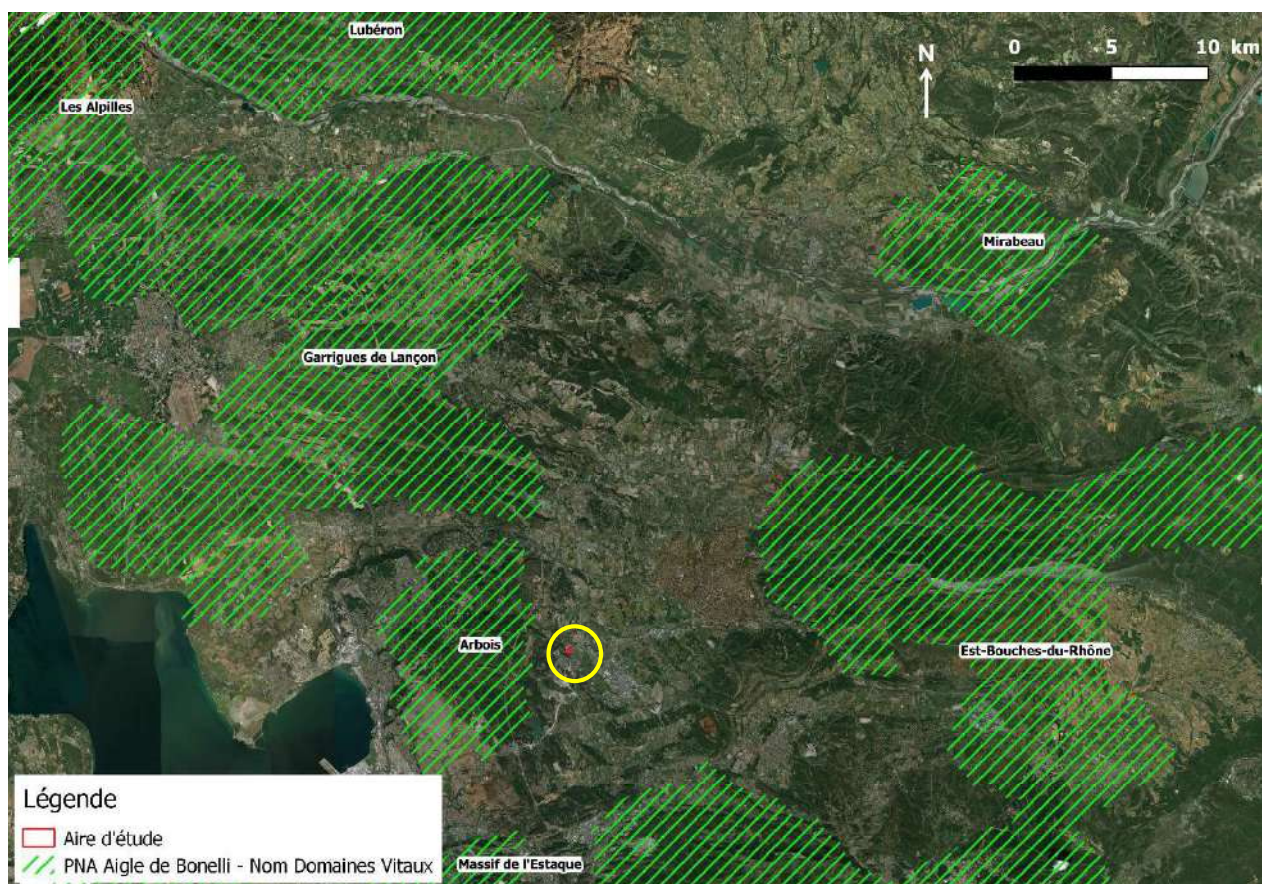 Lubéron
N
0 5 10 km
Les Alpilles
Mirabeau
Garrigues de Lançon
Arbois
Est-Bouches-du-Rhône
Massif de l'Estaque
Légende
Aire d'étude
PNA Aigle de Bonelli - Nom Domaines Vitaux